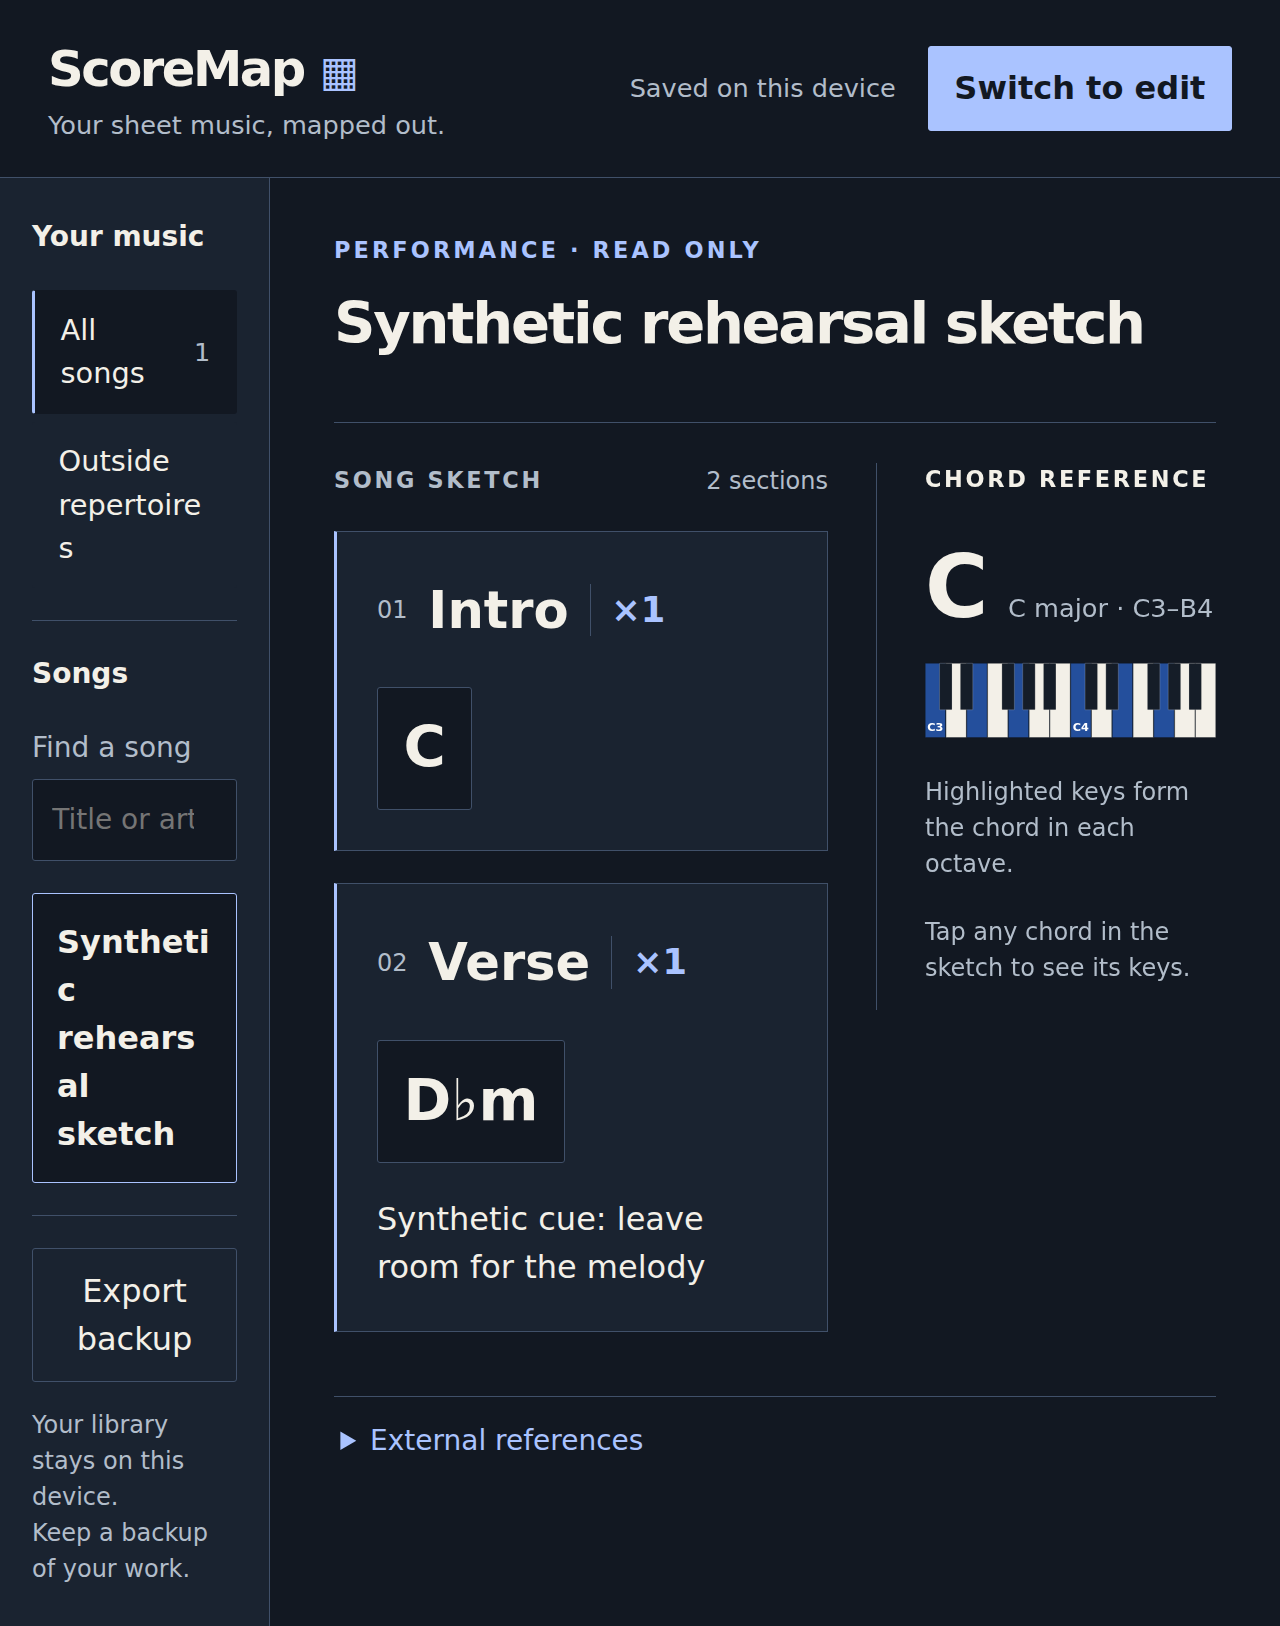 ScoreMap ▦
Your sheet music, mapped out.
Saved on this device
Switch to edit
Your music
All
songs
1
Outside
repertoire
s
Songs
Find a song
Title or art
Syntheti
c
rehears
al
sketch
Export
backup
Your library
stays on this
device.
Keep a backup
of your work.
PERFORMANCE · READ ONLY
Synthetic rehearsal sketch
SONG SKETCH
2 sections
01 Intro ×1
C
02 Verse ×1
D♭m
Synthetic cue: leave
room for the melody
CHORD REFERENCE
C C major · C3–B4
C3 C4
Highlighted keys form
the chord in each
octave.
Tap any chord in the
sketch to see its keys.
▶ External references